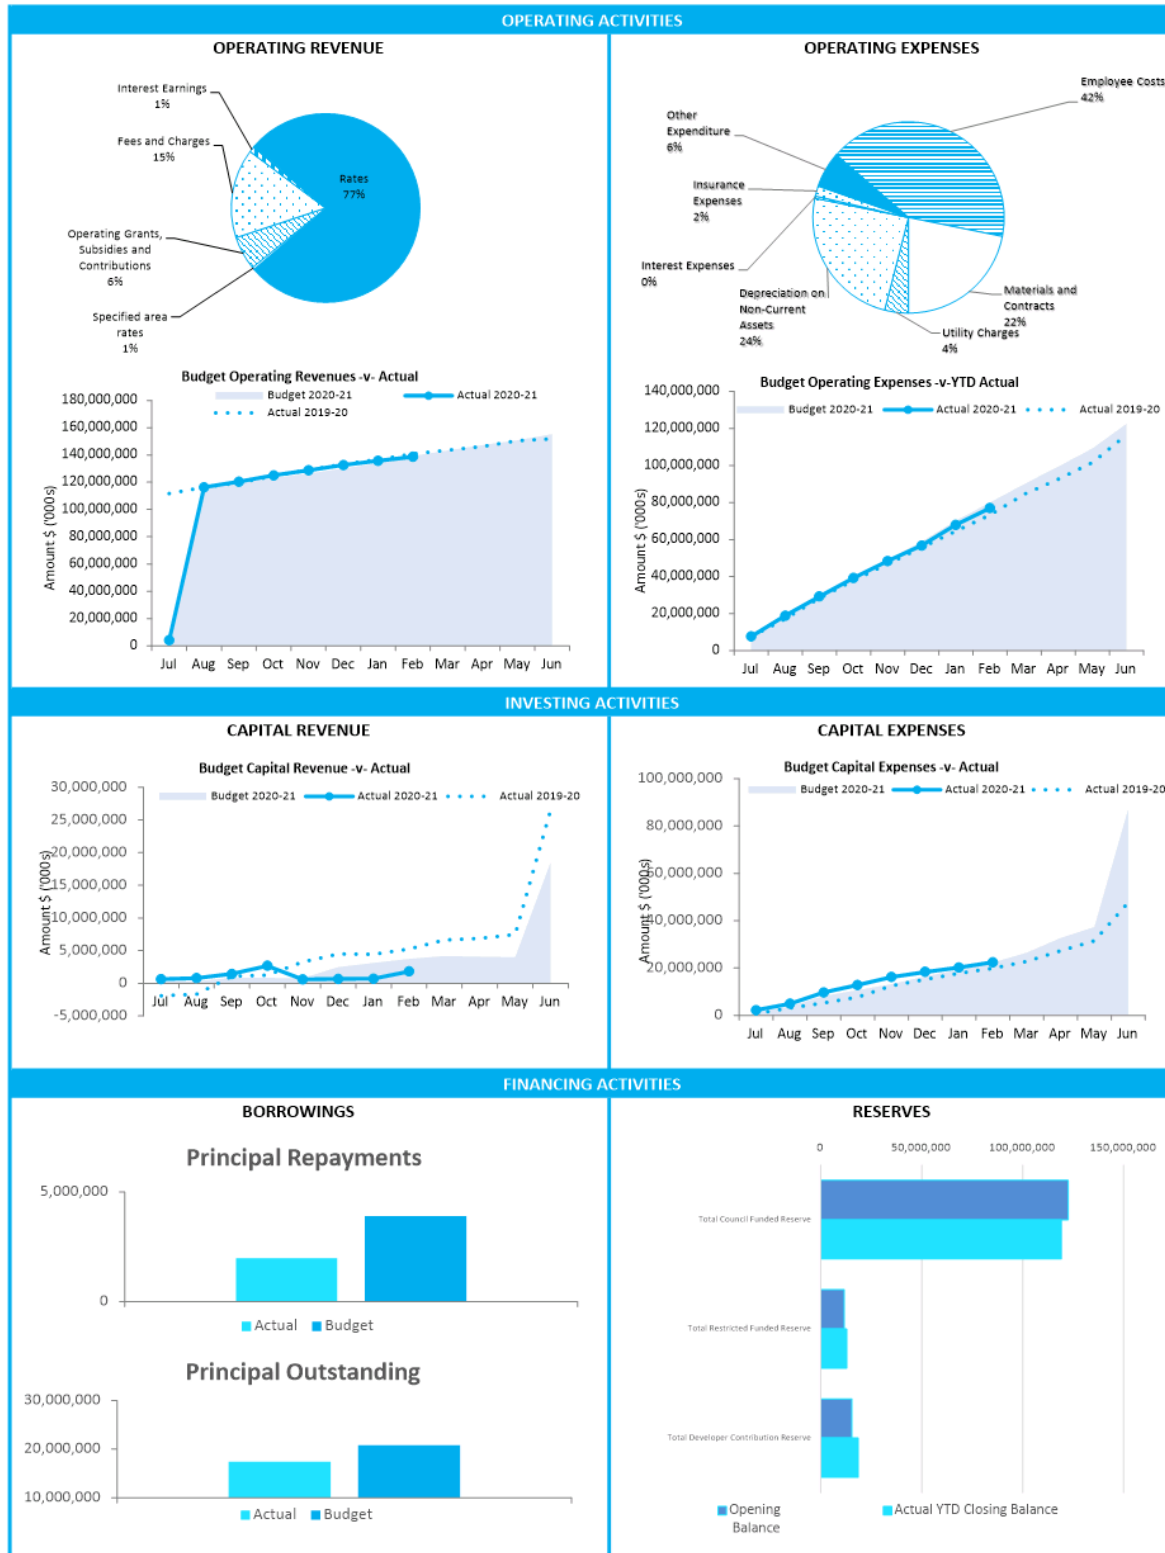 OPERATING ACTIVITIES
OPERATING REVENUE
Interest Earnings
1%
Fees and Charges
15%
Rates
77%
Operating Grants,
Subsidies and
Contributions
6%
Specified area
rates
1%
Budget Operating Revenues -v- Actual
Budget 2020-21
Actual 2020-21
Actual 2019-20
Amount $ ('000s)
180,000,000
160,000,000
140,000,000
120,000,000
100,000,000
80,000,000
60,000,000
40,000,000
20,000,000
0
Jul Aug Sep Oct Nov Dec Jan Feb Mar Apr May Jun
OPERATING EXPENSES
Employee Costs
42%
Other
Expenditure
6%
Insurance
Expenses
2%
Interest Expenses
0%
Depreciation on
Non-Current
Assets
24%
Utility Charges
4%
Materials and
Contracts
22%
Budget Operating Expenses -v-YTD Actual
Budget 2020-21
Actual 2020-21
Actual 2019-20
Amount $ ('000s)
140,000,000
120,000,000
100,000,000
80,000,000
60,000,000
40,000,000
20,000,000
0
Jul Aug Sep Oct Nov Dec Jan Feb Mar Apr May Jun
INVESTING ACTIVITIES
CAPITAL REVENUE
Budget Capital Revenue -v- Actual
Budget 2020-21
Actual 2020-21
Actual 2019-20
Amount $ ('000s)
30,000,000
25,000,000
20,000,000
15,000,000
10,000,000
5,000,000
0
-5,000,000
Jul Aug Sep Oct Nov Dec Jan Feb Mar Apr May Jun
CAPITAL EXPENSES
Budget Capital Expenses -v- Actual
Budget 2020-21
Actual 2020-21
Actual 2019-20
Amount $ ('000s)
100,000,000
80,000,000
60,000,000
40,000,000
20,000,000
0
Jul Aug Sep Oct Nov Dec Jan Feb Mar Apr May Jun
FINANCING ACTIVITIES
BORROWINGS
Principal Repayments
5,000,000
0
Actual
Budget
Principal Outstanding
30,000,000
20,000,000
10,000,000
Actual
Budget
RESERVES
0 50,000,000 100,000,000 150,000,000
Total Council Funded Reserve
Total Restricted Funded Reserve
Total Developer Contribution Reserve
Opening
Balance
Actual YTD Closing Balance